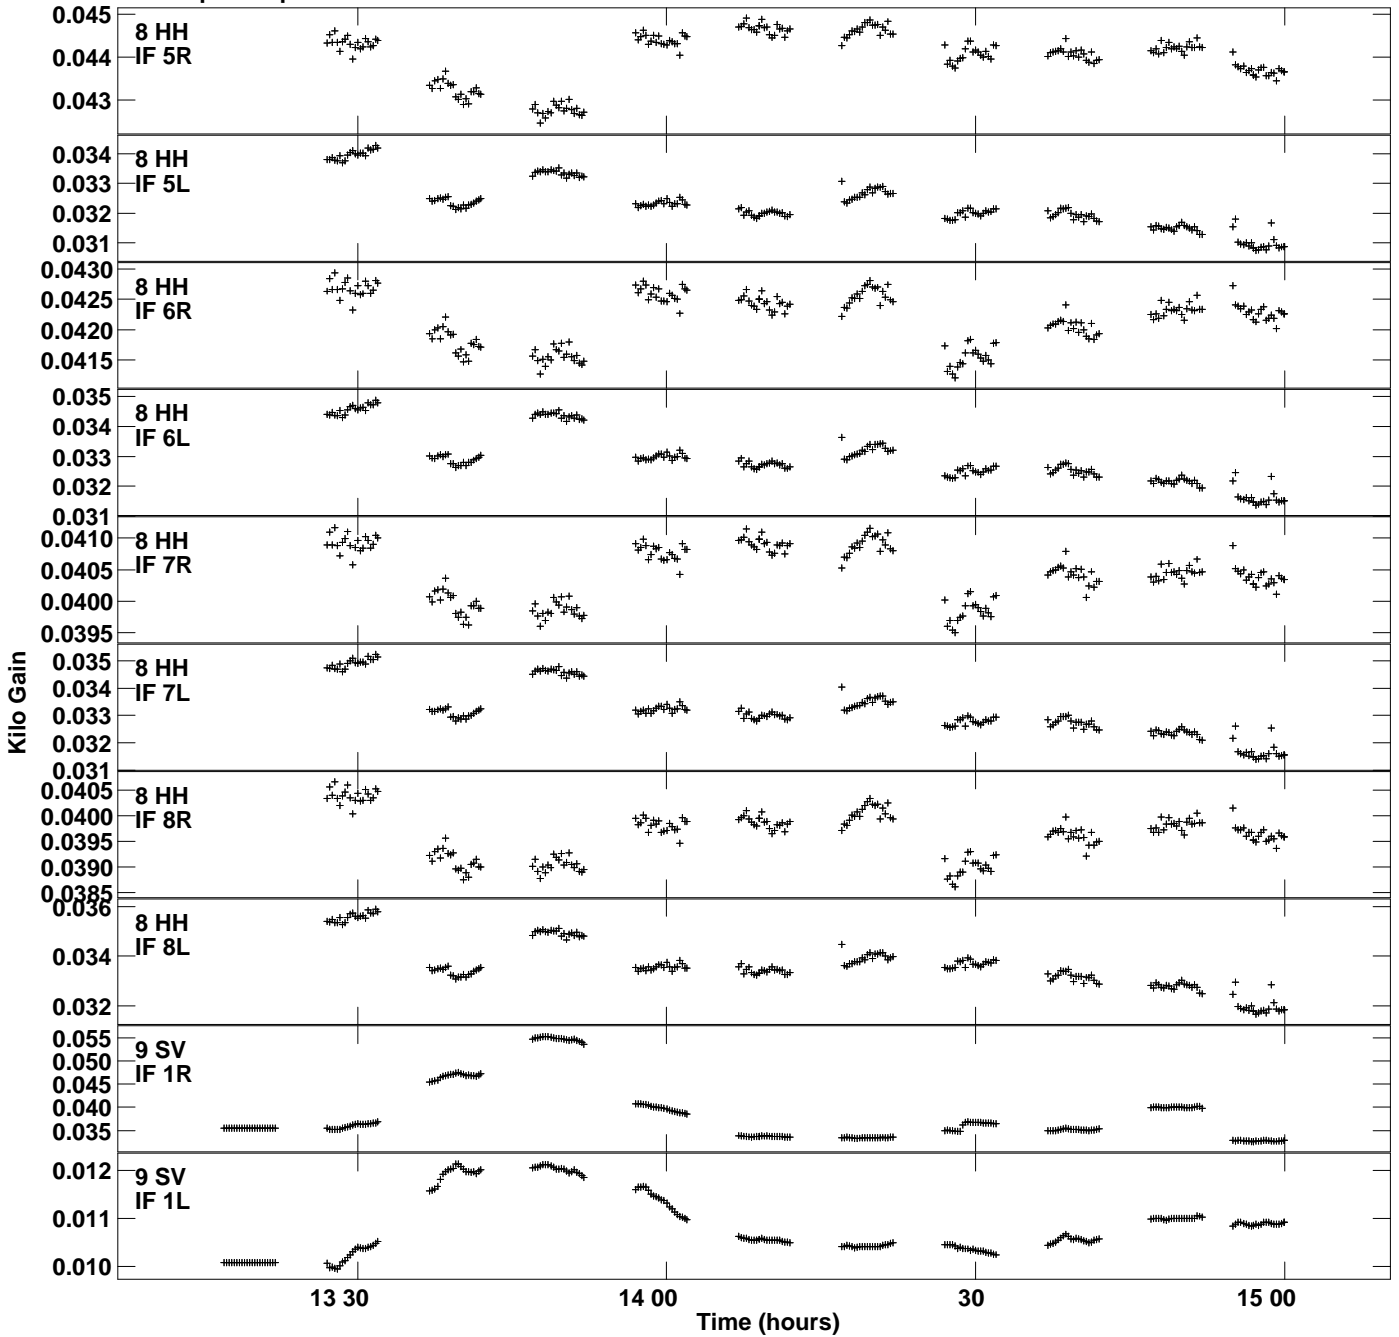 0.045
8 HH
IF 5R
0.044
0.043
0.034
8 HH
IF 5L
0.033
0.032
0.031
0.0430
8 HH
IF 6R
0.0425
0.0420
0.0415
0.035
8 HH
IF 6L
0.034
0.033
0.032
0.031
0.0410
8 HH
IF 7R
0.0405
0.0400
0.0395
0.035
8 HH
IF 7L
0.034
0.033
0.032
0.031
0.0405
8 HH
IF 8R
0.0400
0.0395
0.0390
0.0385
0.036
8 HH
IF 8L
0.034
0.032
0.055
9 SV
IF 1R
0.050
0.045
0.040
0.035
0.012
9 SV
IF 1L
0.011
0.010
Kilo Gain
13 30
14 00
30
15 00
Time (hours)